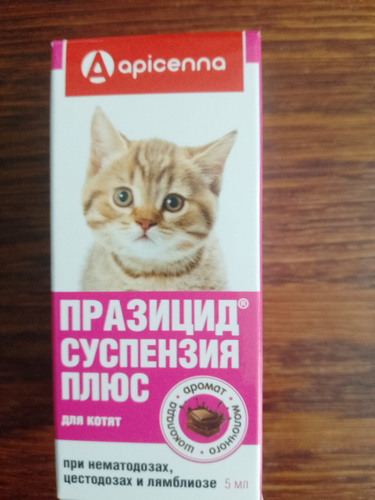 apicenna
ПРАЗИЦИД®
СУСПЕНЗИЯ
ПЛЮС
для котят
аромат
молочного
шоколада
при нематодозах,
цестодозах и лямблиозе 5 мл